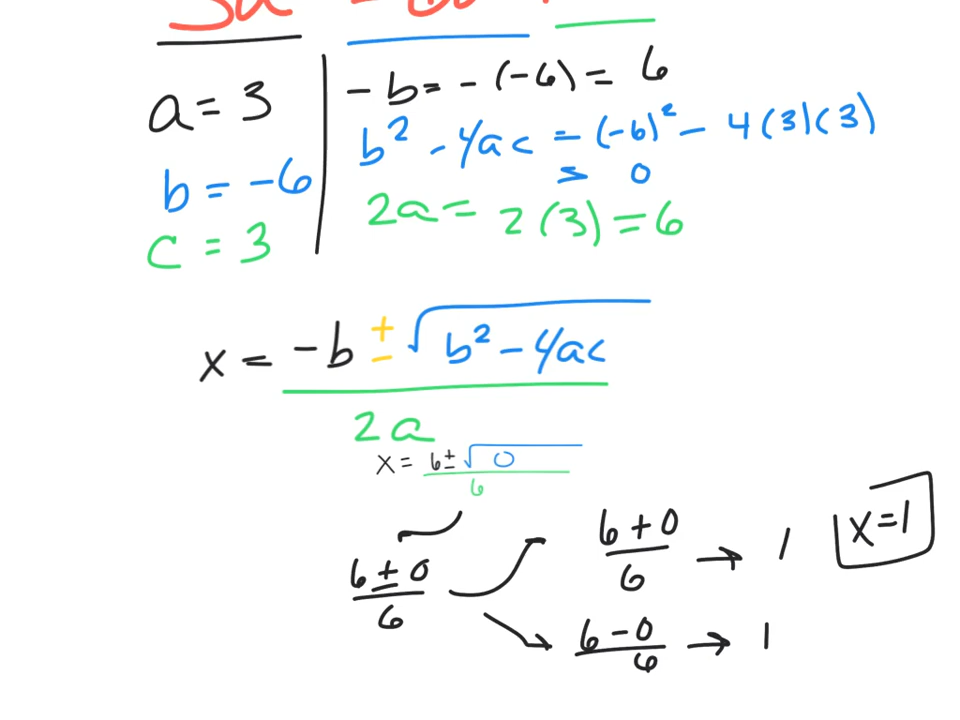 a = 3
b = -6
c = 3
-b = -(-6) = 6
b² - 4ac = (-6)² - 4(3)(3)
= 0
2a = 2(3) = 6
x = -b ± √(b² - 4ac) / 2a
x = 6 ± √0 / 6
6 ± 0 / 6
6 + 0 / 6 → 1
x = 1
6 - 0 / 6 → 1